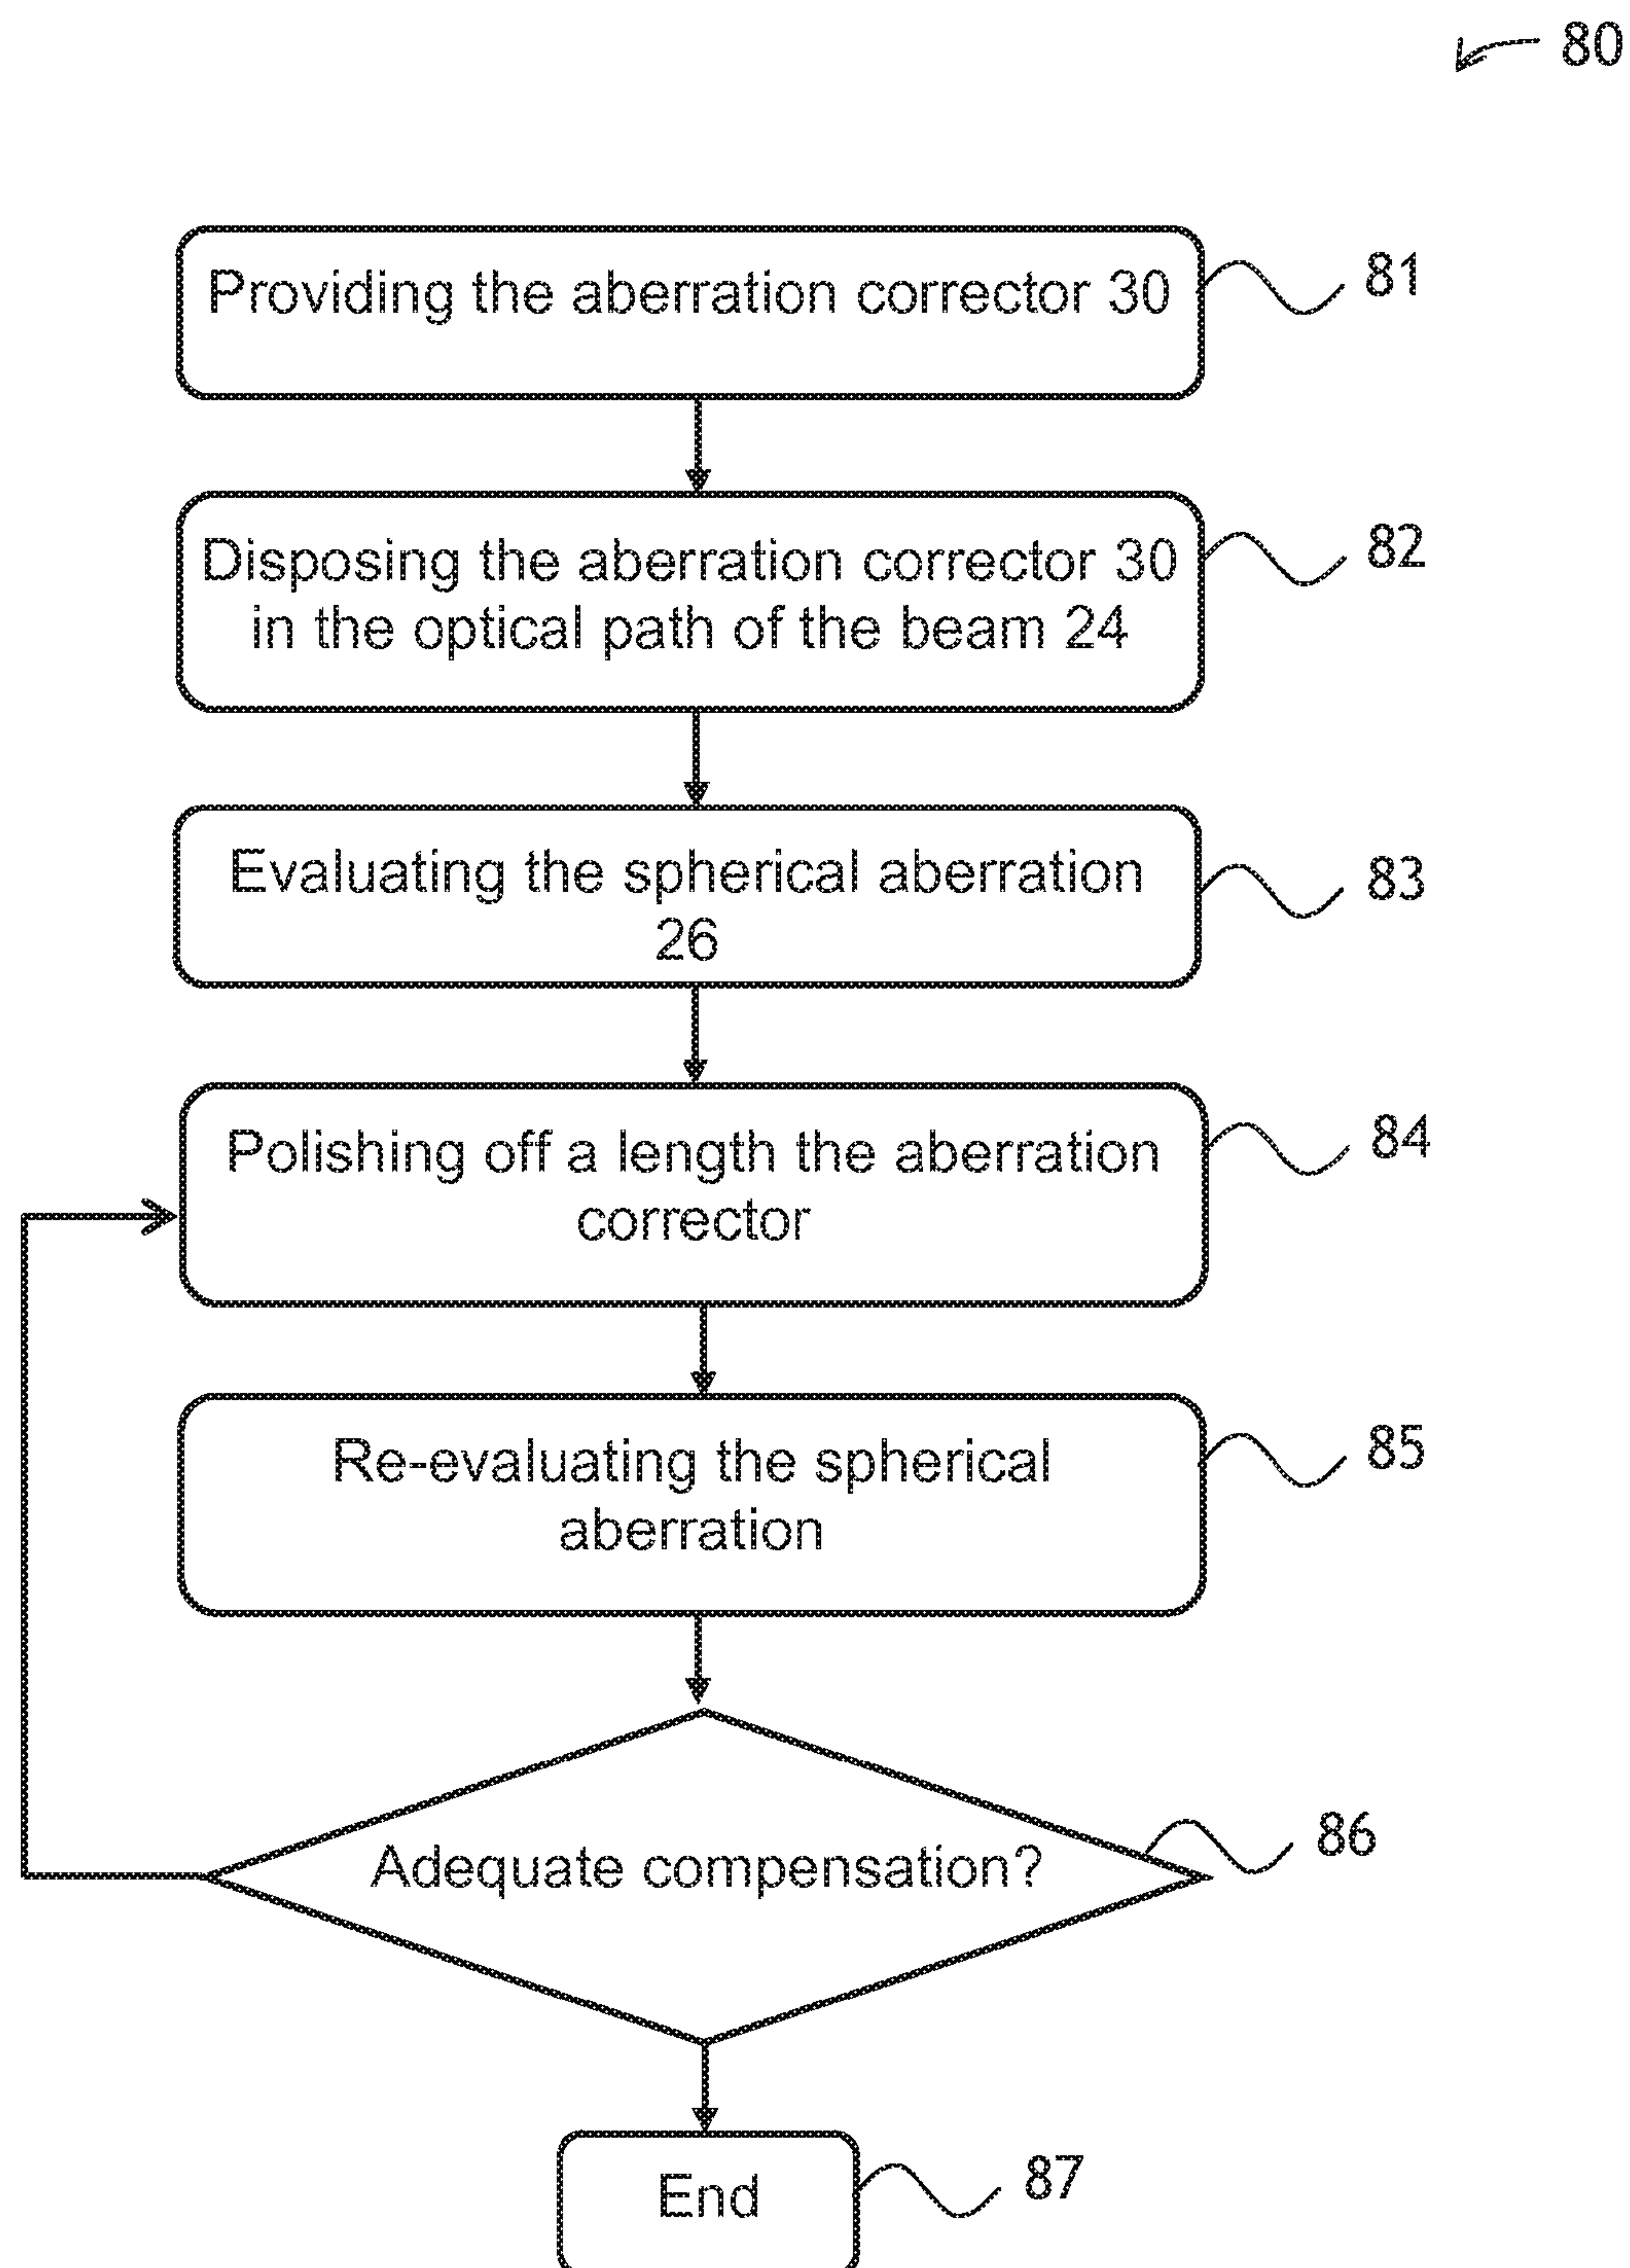 80
Providing the aberration corrector 30
81
Disposing the aberration corrector 30
in the optical path of the beam 24
82
Evaluating the spherical aberration
26
83
Polishing off a length the aberration
corrector
84
Re-evaluating the spherical
aberration
85
Adequate compensation?
86
End
87